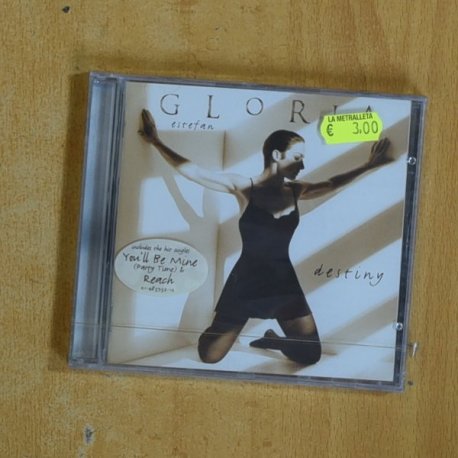 GLORIA
estefan
LA METRALLETA
€ 3,00
includes the hit singles
You'll Be Mine
(Party Time) &
Reach
destiny